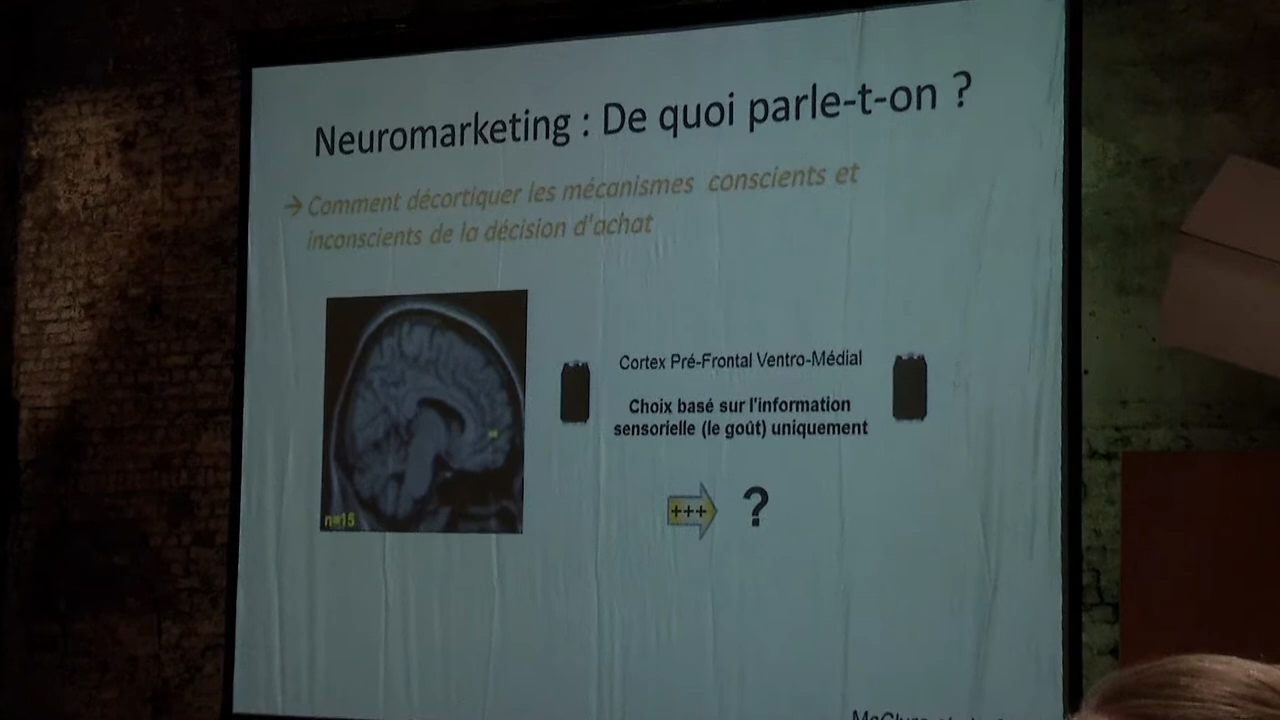 Neuromarketing : De quoi parle-t-on ?
→ Comment décortiquer les mécanismes conscients et
inconscients de la décision d'achat
Cortex Pré-Frontal Ventro-Médial
Choix basé sur l'information
sensorielle (le goût) uniquement
+++ ?
n=15